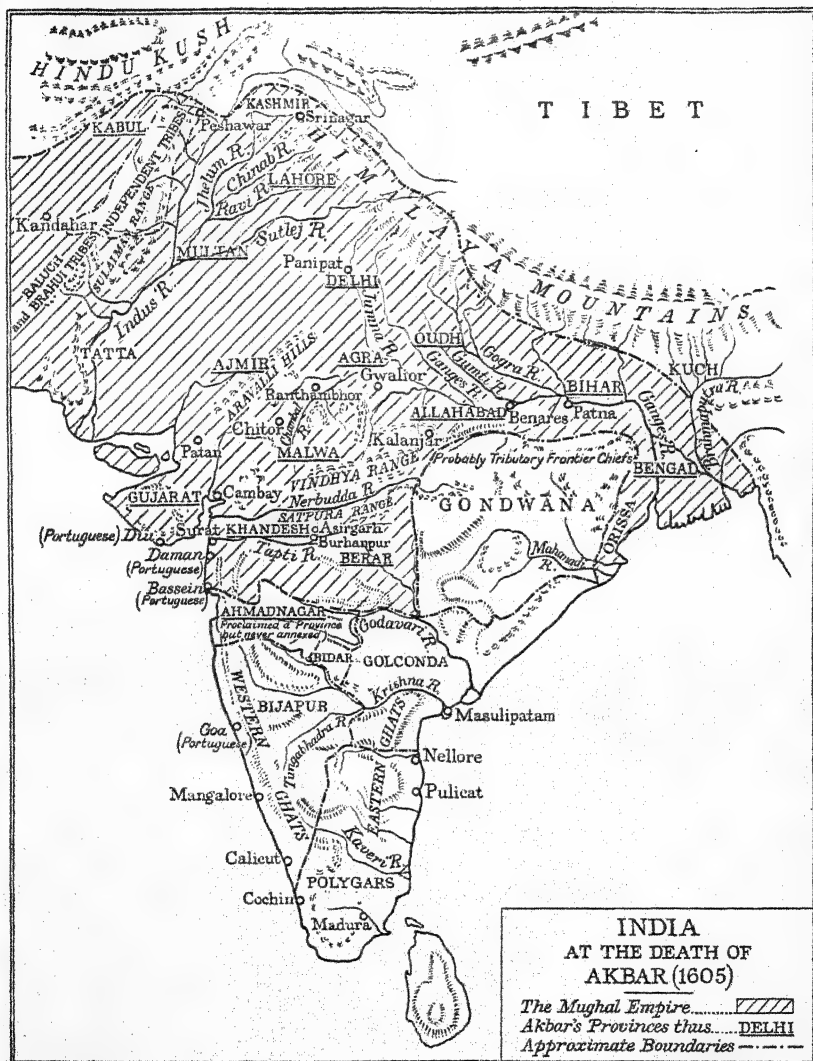 HINDU KUSH
TIBET
KABUL
KASHMIR
Peshawar
Srinagar
INDEPENDENT TRIBES
SULAIMAN RANGE
Jhelum R.
Chinab R.
Ravi R.
LAHORE
HIMALAYA MOUNTAINS
Kandahar
BALUCH
and BRAHUI TRIBES
MULTAN
Sutlej R.
Indus R.
Panipat
DELHI
Jumna R.
TATTA
AJMIR
ARAVALLI HILLS
AGRA
Gwalior
OUDH
Gogra R.
Gumti R.
Ganges R.
KUCH
BIHAR
Brahmaputra R.
Ranthambhor
Chitor
Chambal R.
ALLAHABAD
Benares
Patna
Ganges R.
Kalanjar
Patan
MALWA
VINDHYA RANGE
(Probably Tributary Frontier Chiefs)
BENGAD
GUJARAT
Cambay
Nerbudda R.
SATPURA RANGE
GONDWANA
ORISSA
(Portuguese) Diu
Surat
KHANDESH
Asirgarh
Burhanpur
Daman
(Portuguese)
Tapti R.
BERAR
Mahanadi R.
Bassein
(Portuguese)
AHMADNAGAR
(Proclaimed a Province
but never annexed)
Godavari R.
BIDAR
GOLCONDA
WESTERN GHATS
BIJAPUR
Krishna R.
Masulipatam
Goa
(Portuguese)
Tungabhadra R.
EASTERN GHATS
Nellore
Pulicat
Mangalore
Calicut
Kaveri R.
POLYGARS
Cochin
Madura
INDIA
AT THE DEATH OF
AKBAR (1605)
The Mughal Empire
Akbar's Provinces thus DELHI
Approximate Boundaries